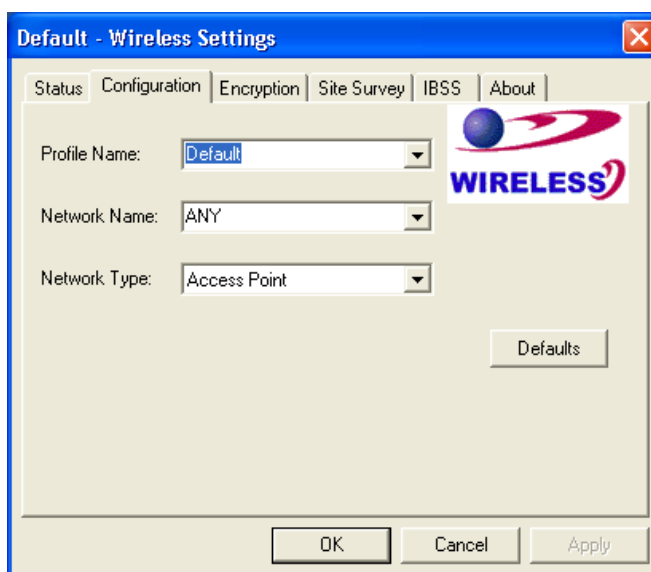 Default - Wireless Settings
Status Configuration Encryption Site Survey IBSS About
WIRELESS
Profile Name: Default
Network Name: ANY
Network Type: Access Point
Defaults
OK Cancel Apply